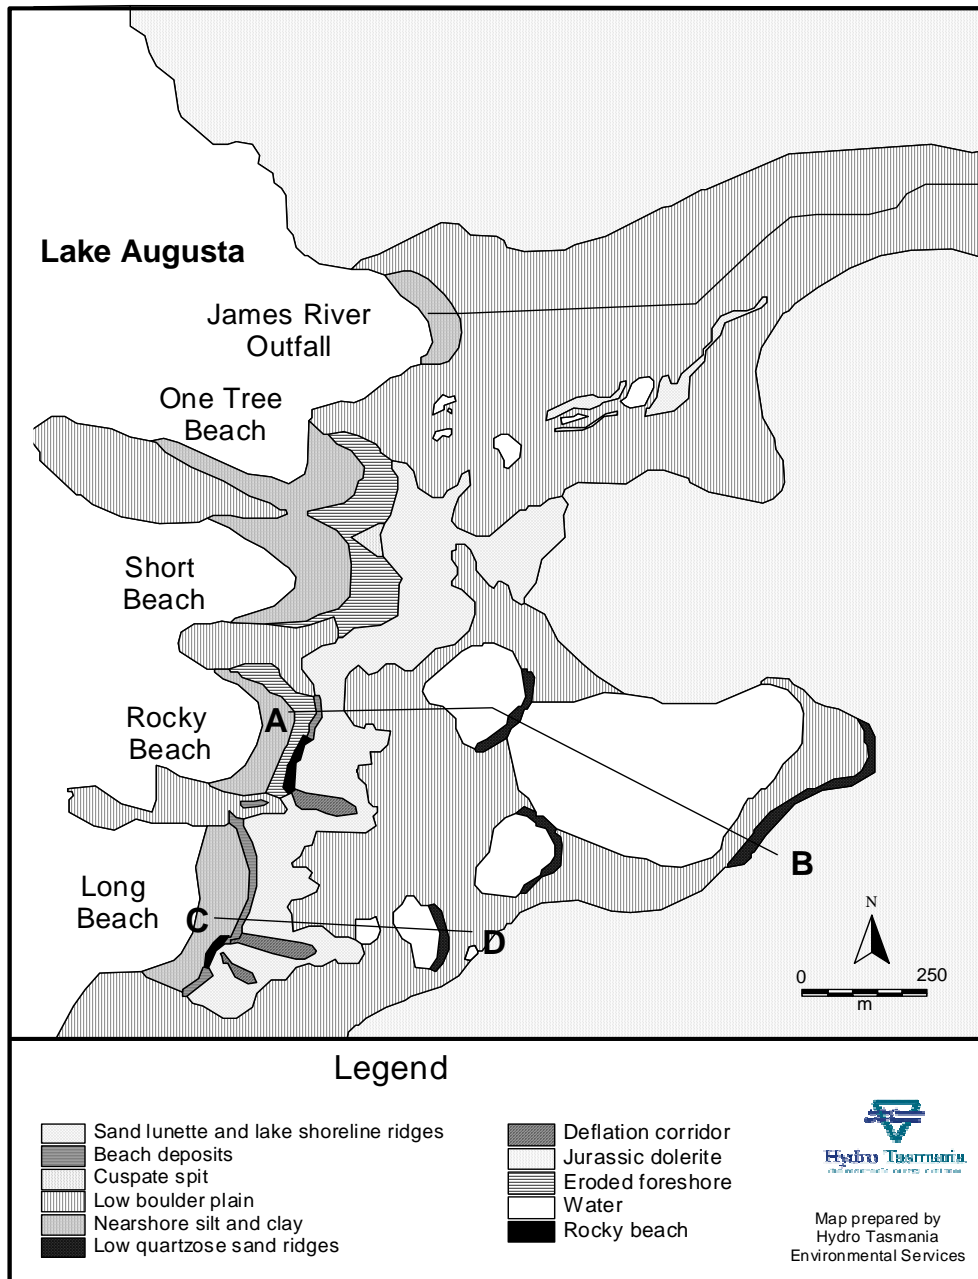 Lake Augusta
James River
Outfall
One Tree
Beach
Short
Beach
Rocky
Beach
A
B
Long
Beach
C
D
N
0
250
m
Legend
Sand lunette and lake shoreline ridges
Beach deposits
Cuspate spit
Low boulder plain
Nearshore silt and clay
Low quartzose sand ridges
Deflation corridor
Jurassic dolerite
Eroded foreshore
Water
Rocky beach
Hydro Tasmania
Map prepared by
Hydro Tasmania
Environmental Services